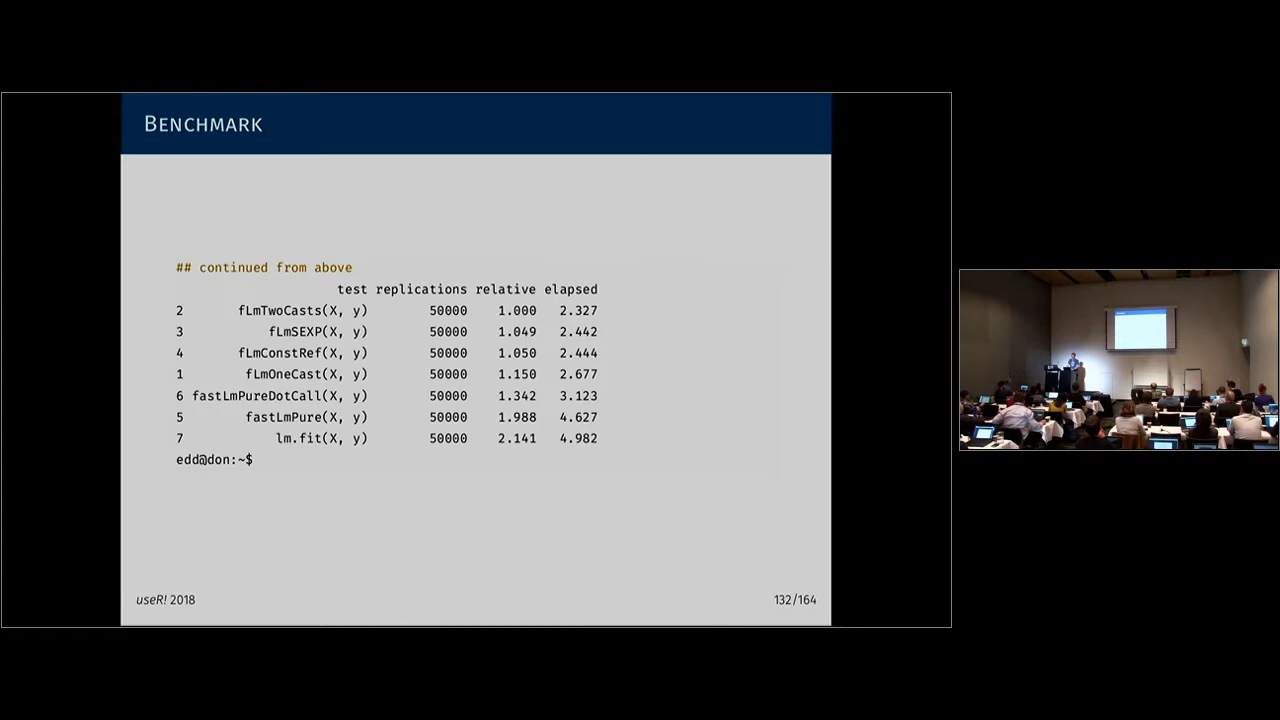 BENCHMARK
## continued from above
test replications relative elapsed
2 fLmTwoCasts(X, y) 50000 1.000 2.327
3 fLmSEXP(X, y) 50000 1.049 2.442
4 fLmConstRef(X, y) 50000 1.050 2.444
1 fLmOneCast(X, y) 50000 1.150 2.677
6 fastLmPureDotCall(X, y) 50000 1.342 3.123
5 fastLmPure(X, y) 50000 1.988 4.627
7 lm.fit(X, y) 50000 2.141 4.982
edd@don:~$
useR! 2018
132/164